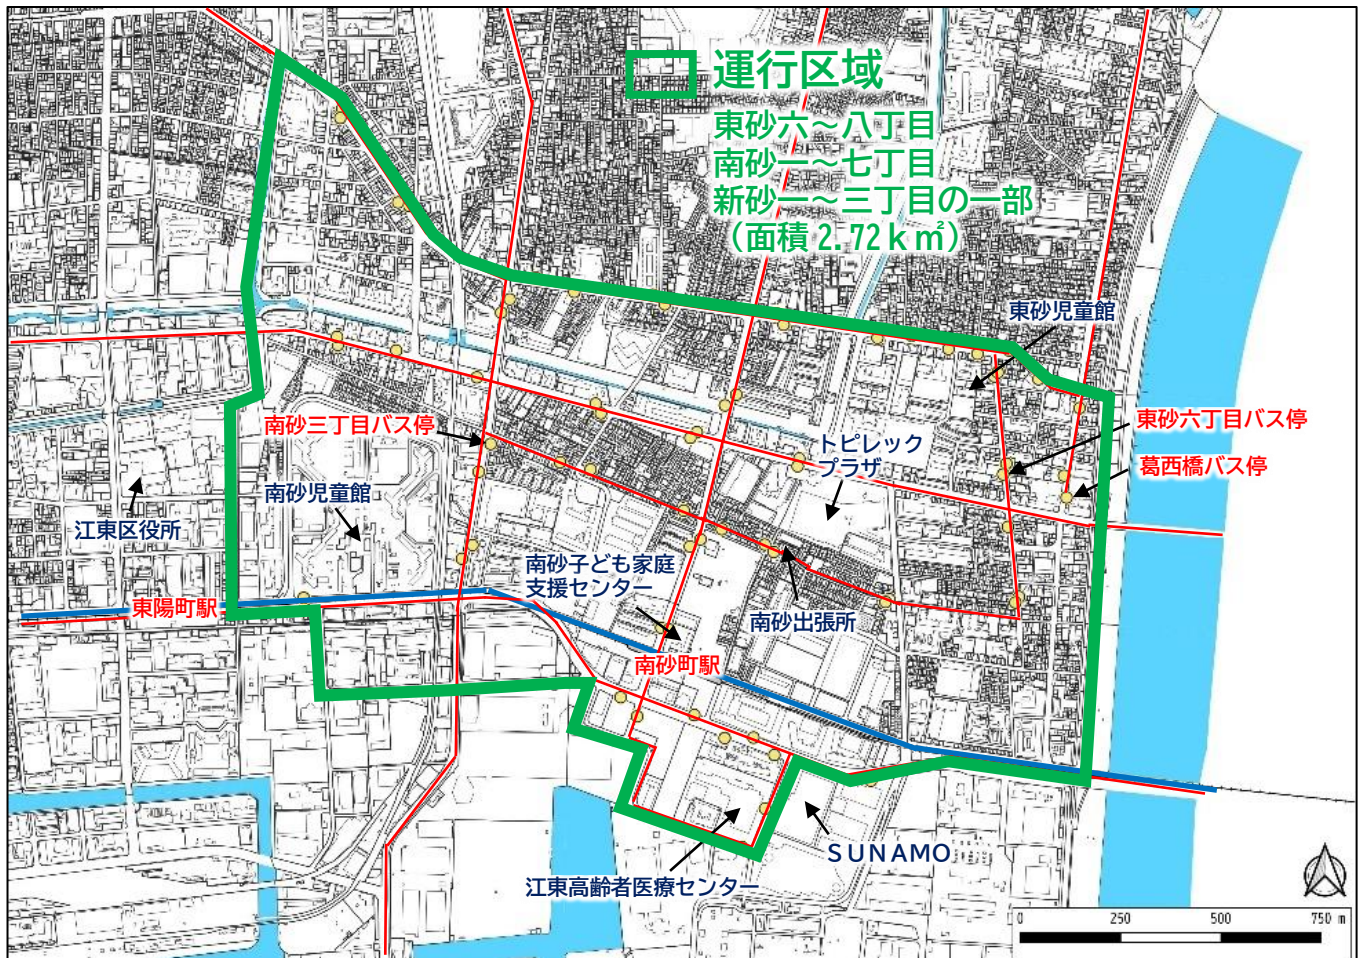 運行区域
東砂六～八丁目
南砂一～七丁目
新砂一～三丁目の一部
（面積2.72ｋ㎡）
東砂児童館
南砂三丁目バス停
トピレック
プラザ
東砂六丁目バス停
葛西橋バス停
南砂児童館
江東区役所
南砂子ども家庭
支援センター
東陽町駅
南砂出張所
南砂町駅
SUNAMO
江東高齢者医療センター
0 250 500 750 m